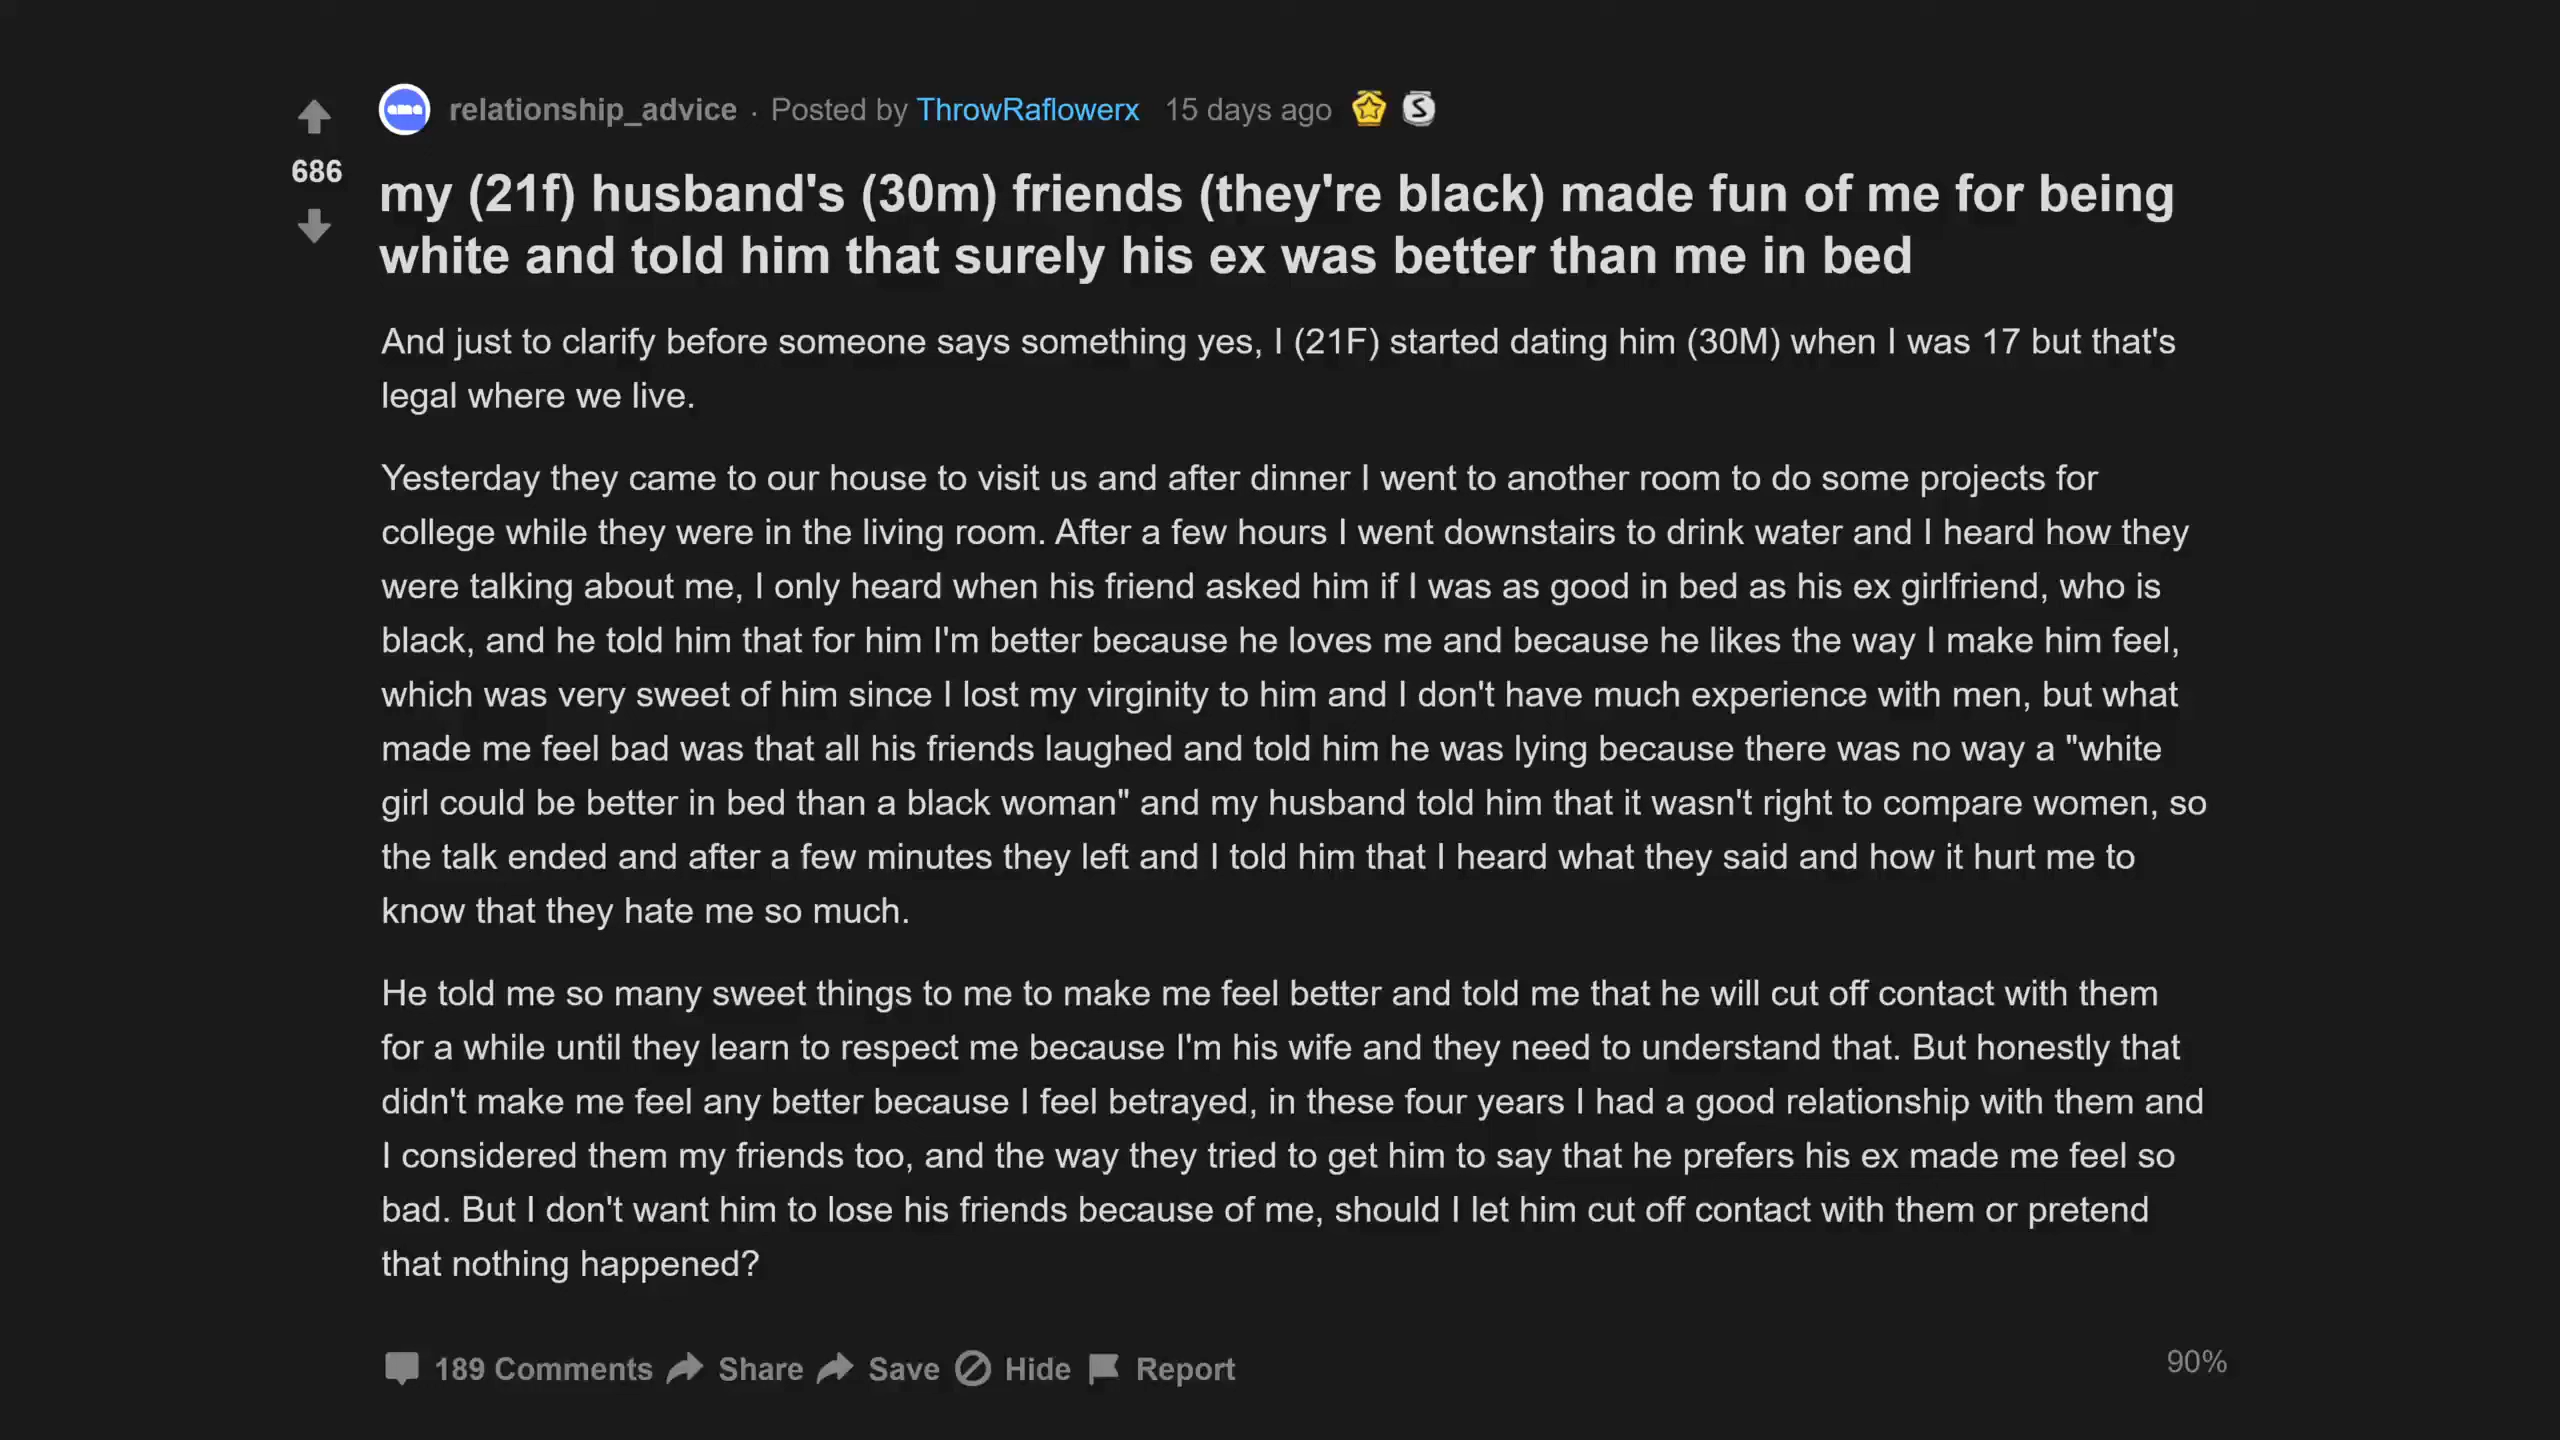 ama relationship_advice · Posted by ThrowRaflowerx 15 days ago S
686
my (21f) husband's (30m) friends (they're black) made fun of me for being
white and told him that surely his ex was better than me in bed
And just to clarify before someone says something yes, I (21F) started dating him (30M) when I was 17 but that's
legal where we live.
Yesterday they came to our house to visit us and after dinner I went to another room to do some projects for
college while they were in the living room. After a few hours I went downstairs to drink water and I heard how they
were talking about me, I only heard when his friend asked him if I was as good in bed as his ex girlfriend, who is
black, and he told him that for him I'm better because he loves me and because he likes the way I make him feel,
which was very sweet of him since I lost my virginity to him and I don't have much experience with men, but what
made me feel bad was that all his friends laughed and told him he was lying because there was no way a "white
girl could be better in bed than a black woman" and my husband told him that it wasn't right to compare women, so
the talk ended and after a few minutes they left and I told him that I heard what they said and how it hurt me to
know that they hate me so much.
He told me so many sweet things to me to make me feel better and told me that he will cut off contact with them
for a while until they learn to respect me because I'm his wife and they need to understand that. But honestly that
didn't make me feel any better because I feel betrayed, in these four years I had a good relationship with them and
I considered them my friends too, and the way they tried to get him to say that he prefers his ex made me feel so
bad. But I don't want him to lose his friends because of me, should I let him cut off contact with them or pretend
that nothing happened?
189 Comments Share Save Hide Report 90%